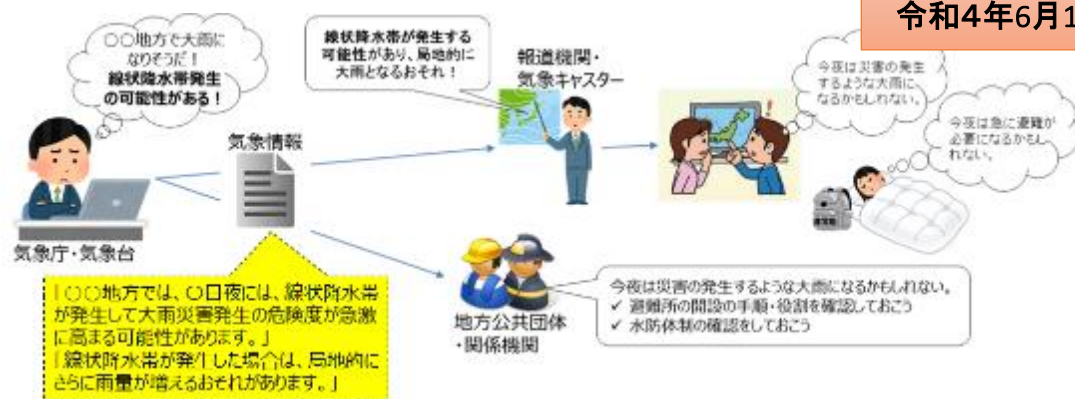 令和4年6月1
〇〇地方で大雨に
なりそうだ！
線状降水帯発生
の可能性がある！
線状降水帯が発生する
可能性があり、局地的に
大雨となるおそれ！
報道機関・
気象キャスター
今夜は災害の発生
するような大雨に
なるかもしれない。
今夜は急に避難が
必要になるかもし
れない。
気象情報
気象庁・気象台
「〇〇地方では、〇日夜には、線状降水帯
が発生して大雨災害発生の危険度が急激
に高まる可能性があります。」
「線状降水帯が発生した場合は、局地的に
さらに雨量が増えるおそれがあります。」
地方公共団体
・関係機関
今夜は災害の発生するような大雨になるかもしれない。
✓ 避難所の開設の手順・役割を確認しておこう
✓ 水防体制の確認をしておこう